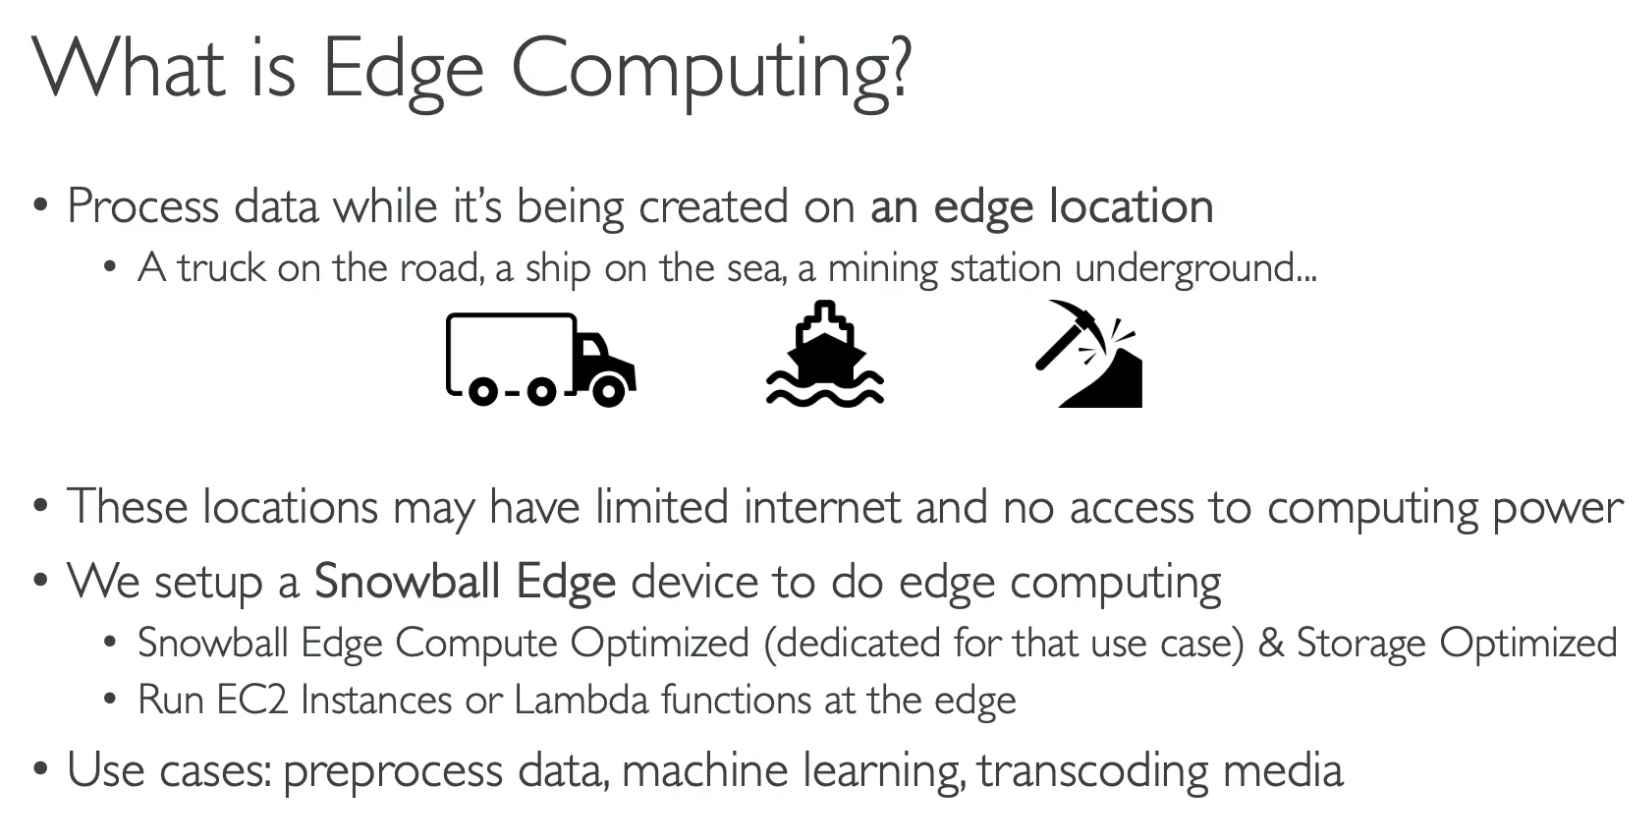 What is Edge Computing?
• Process data while it's being created on an edge location
• A truck on the road, a ship on the sea, a mining station underground...
• These locations may have limited internet and no access to computing power
• We setup a Snowball Edge device to do edge computing
• Snowball Edge Compute Optimized (dedicated for that use case) & Storage Optimized
• Run EC2 Instances or Lambda functions at the edge
• Use cases: preprocess data, machine learning, transcoding media